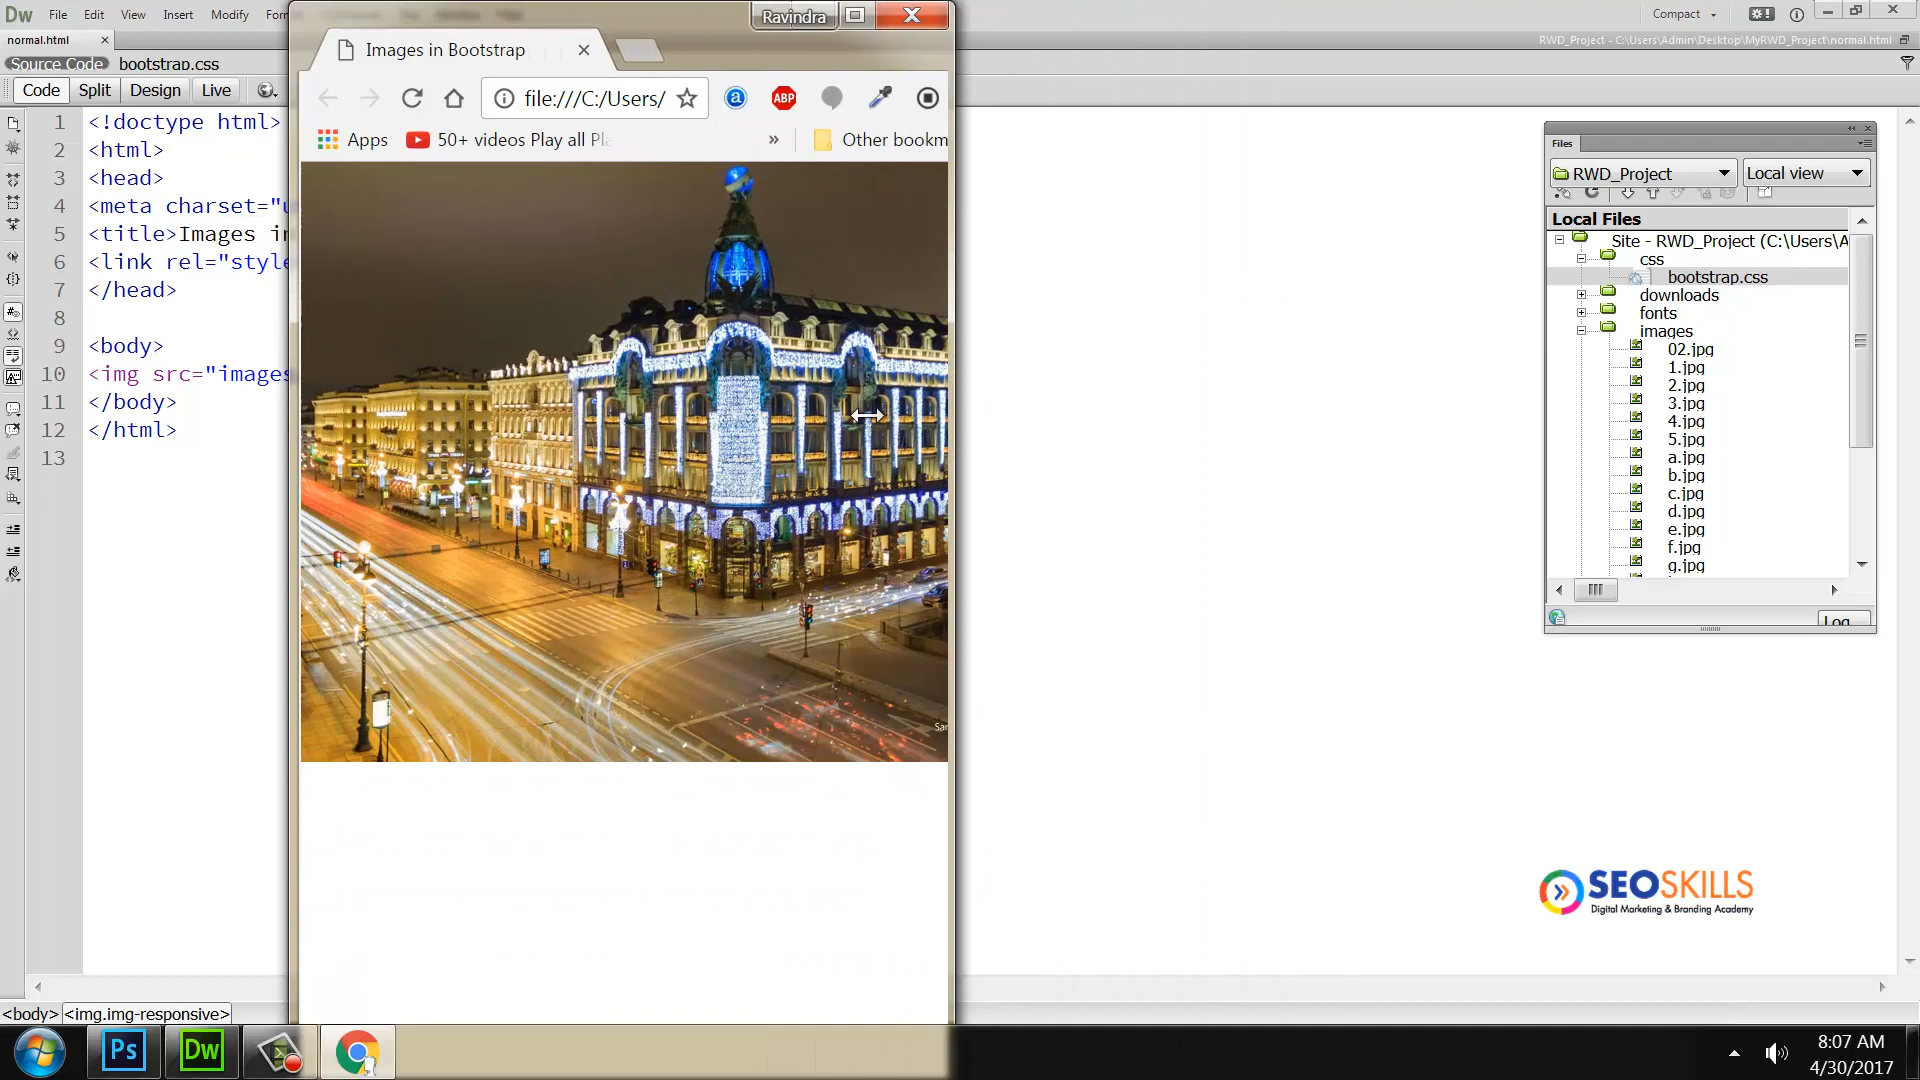 Dw File Edit View Insert Modify
Ravindra
Compact
normal.html
RWD_Project - C:\Users\Admin\Desktop\MyRWD_Project\normal.html
Images in Bootstrap
Source Code bootstrap.css
Code Split Design Live
file:///C:/Users/
a
ABP
Apps
50+ videos Play all
Other bookm
1 <!doctype html>
2 <html>
3 <head>
4 <meta charset="u
5 <title>Images in
6 <link rel="style
7 </head>
8
9 <body>
10 <img src="images
11 </body>
12 </html>
13
Files
RWD_Project
Local view
Local Files
Site - RWD_Project (C:\Users\A
css
bootstrap.css
downloads
fonts
images
02.jpg
1.jpg
2.jpg
3.jpg
4.jpg
5.jpg
a.jpg
b.jpg
c.jpg
d.jpg
e.jpg
f.jpg
g.jpg
Log
SEOSKILLS
Digital Marketing & Branding Academy
<body> <img.img-responsive>
Ps
Dw
8:07 AM
4/30/2017